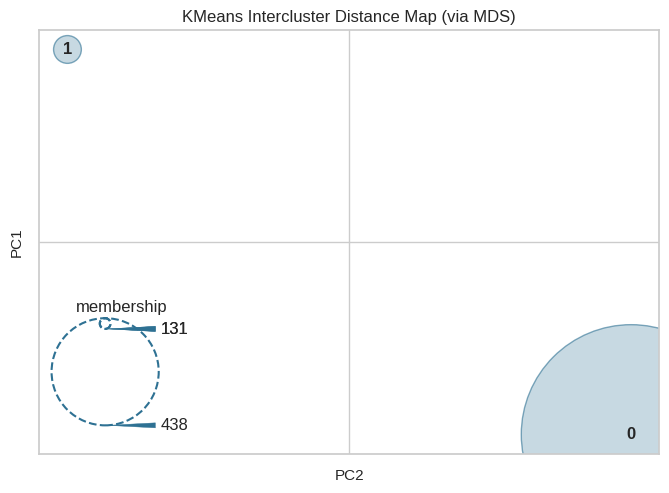 KMeans Intercluster Distance Map (via MDS)
1
PC1
membership
131
438
0
PC2